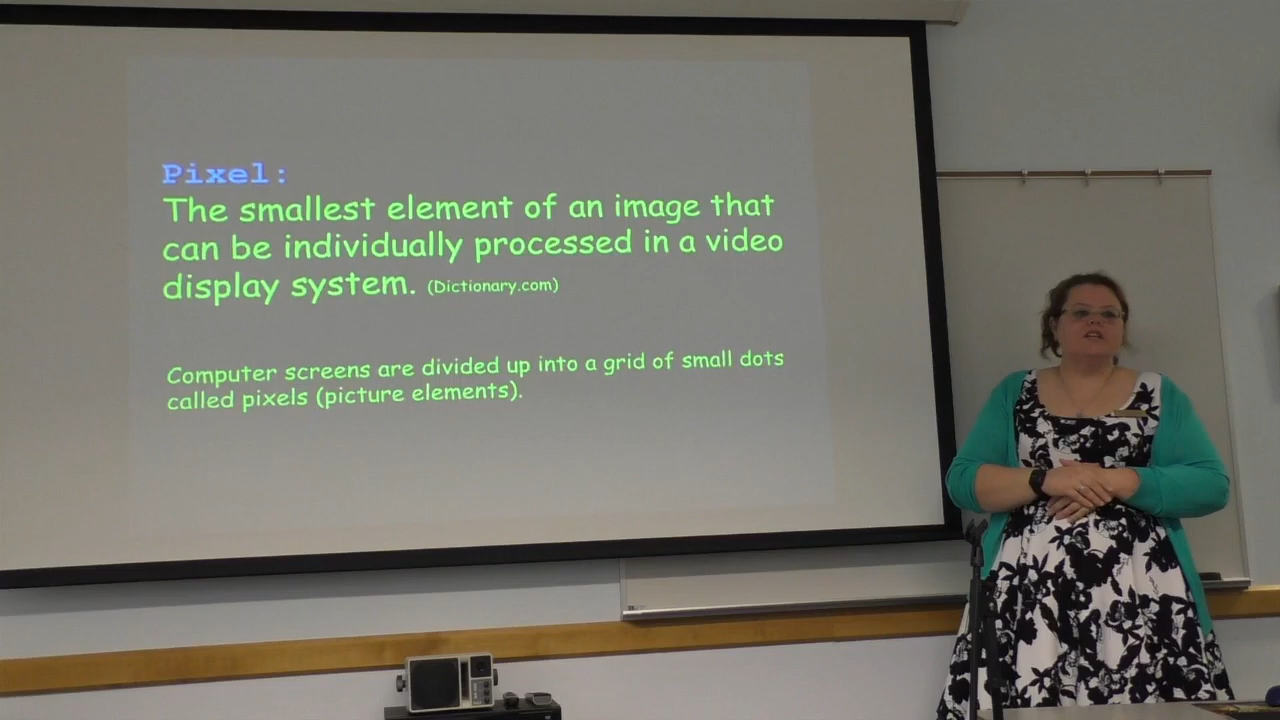 Pixel:
The smallest element of an image that
can be individually processed in a video
display system. (Dictionary.com)
Computer screens are divided up into a grid of small dots
called pixels (picture elements).